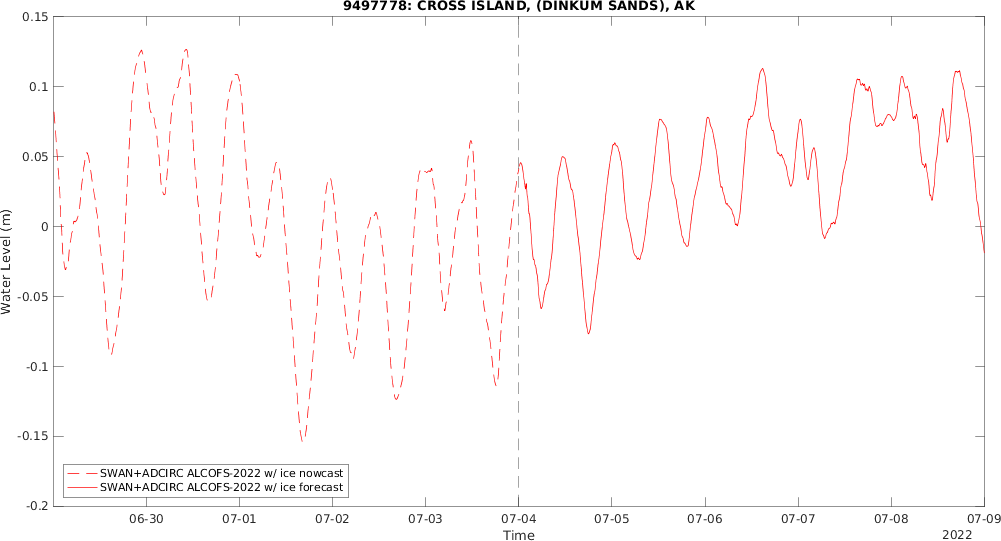 9497778: CROSS ISLAND, (DINKUM SANDS), AK
0.15
0.1
0.05
0
-0.05
-0.1
-0.15
-0.2
Water Level (m)
SWAN+ADCIRC ALCOFS-2022 w/ ice nowcast
SWAN+ADCIRC ALCOFS-2022 w/ ice forecast
06-30 07-01 07-02 07-03 07-04 07-05 07-06 07-07 07-08 07-09
Time
2022